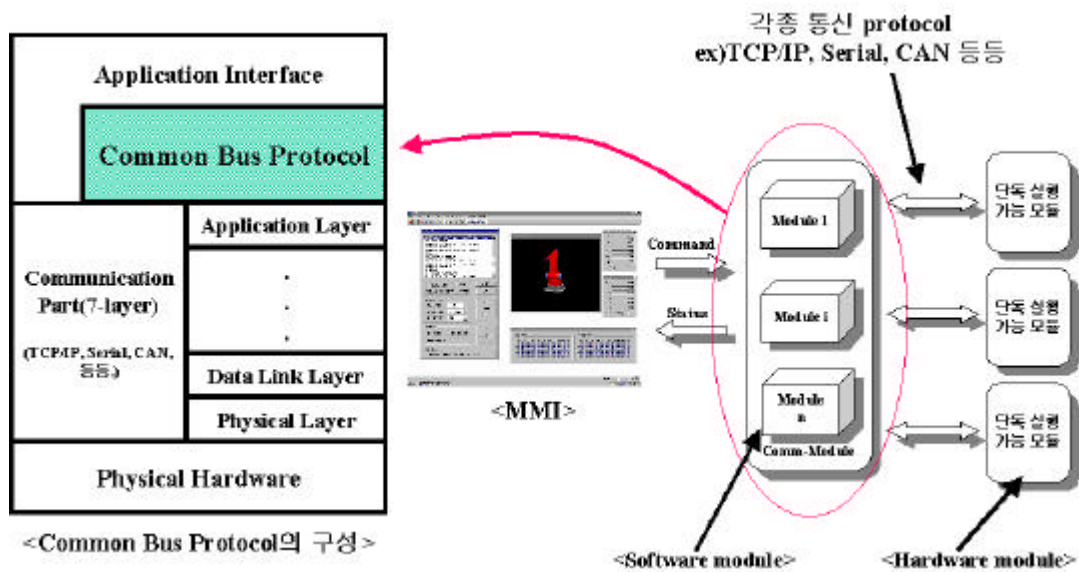 Application Interface
Common Bus Protocol
Application Layer
Communication
Part(7-layer)
(TCP/IP, Serial, CAN,
등등)
.
.
.
Data Link Layer
Physical Layer
Physical Hardware
<Common Bus Protocol의 구성>
<MMI>
Command
Status
각종 통신 protocol
ex)TCP/IP, Serial, CAN 등등
Module 1
Module i
Module
n
Comm-Module
단독 실행
가능 모듈
단독 실행
가능 모듈
단독 실행
가능 모듈
<Software module>
<Hardware module>